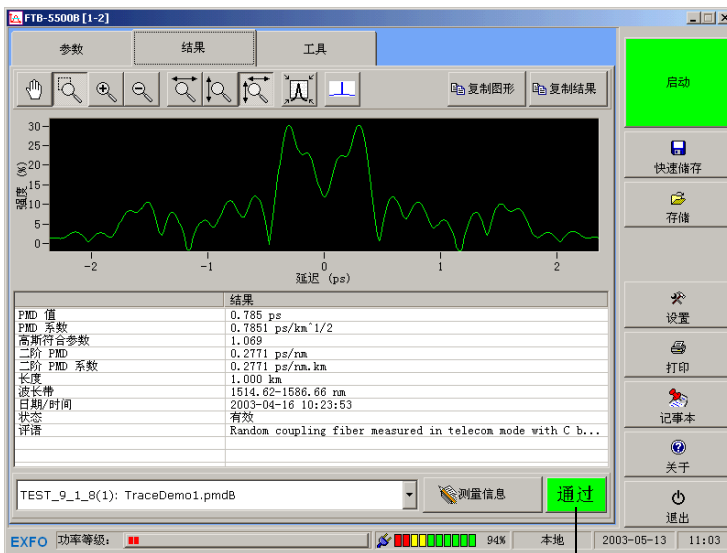 FTB-5500B [1-2]
FTB
参数
结果
工具
启动
复制图形
复制结果
快速储存
存储
设置
打印
记事本
关于
退出
强度 (%)
30
25
20
15
10
5
0
-2
-1
0
1
2
延迟 (ps)
结果
PMD 值 0.785 ps
PMD 系数 0.7851 ps/km^1/2
高斯符合参数 1.069
二阶 PMD 0.2771 ps/nm
二阶 PMD 系数 0.2771 ps/nm.km
长度 1.000 km
波长带 1514.62-1586.66 nm
日期/时间 2003-04-16 10:23:53
状态 有效
评语 Random coupling fiber measured in telecom mode with C b...
TEST_9_1_8(1): TraceDemo1.pmdB
测量信息
通过
EXFO 功率等级: 94% 本地 2003-05-13 11:03